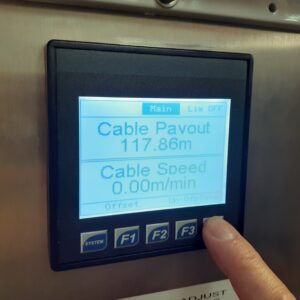 Main Lim OFF
Cable Payout
117.86m
Cable Speed
0.00m/min
Offset
SYSTEM F1 F2 F3
ADJUST